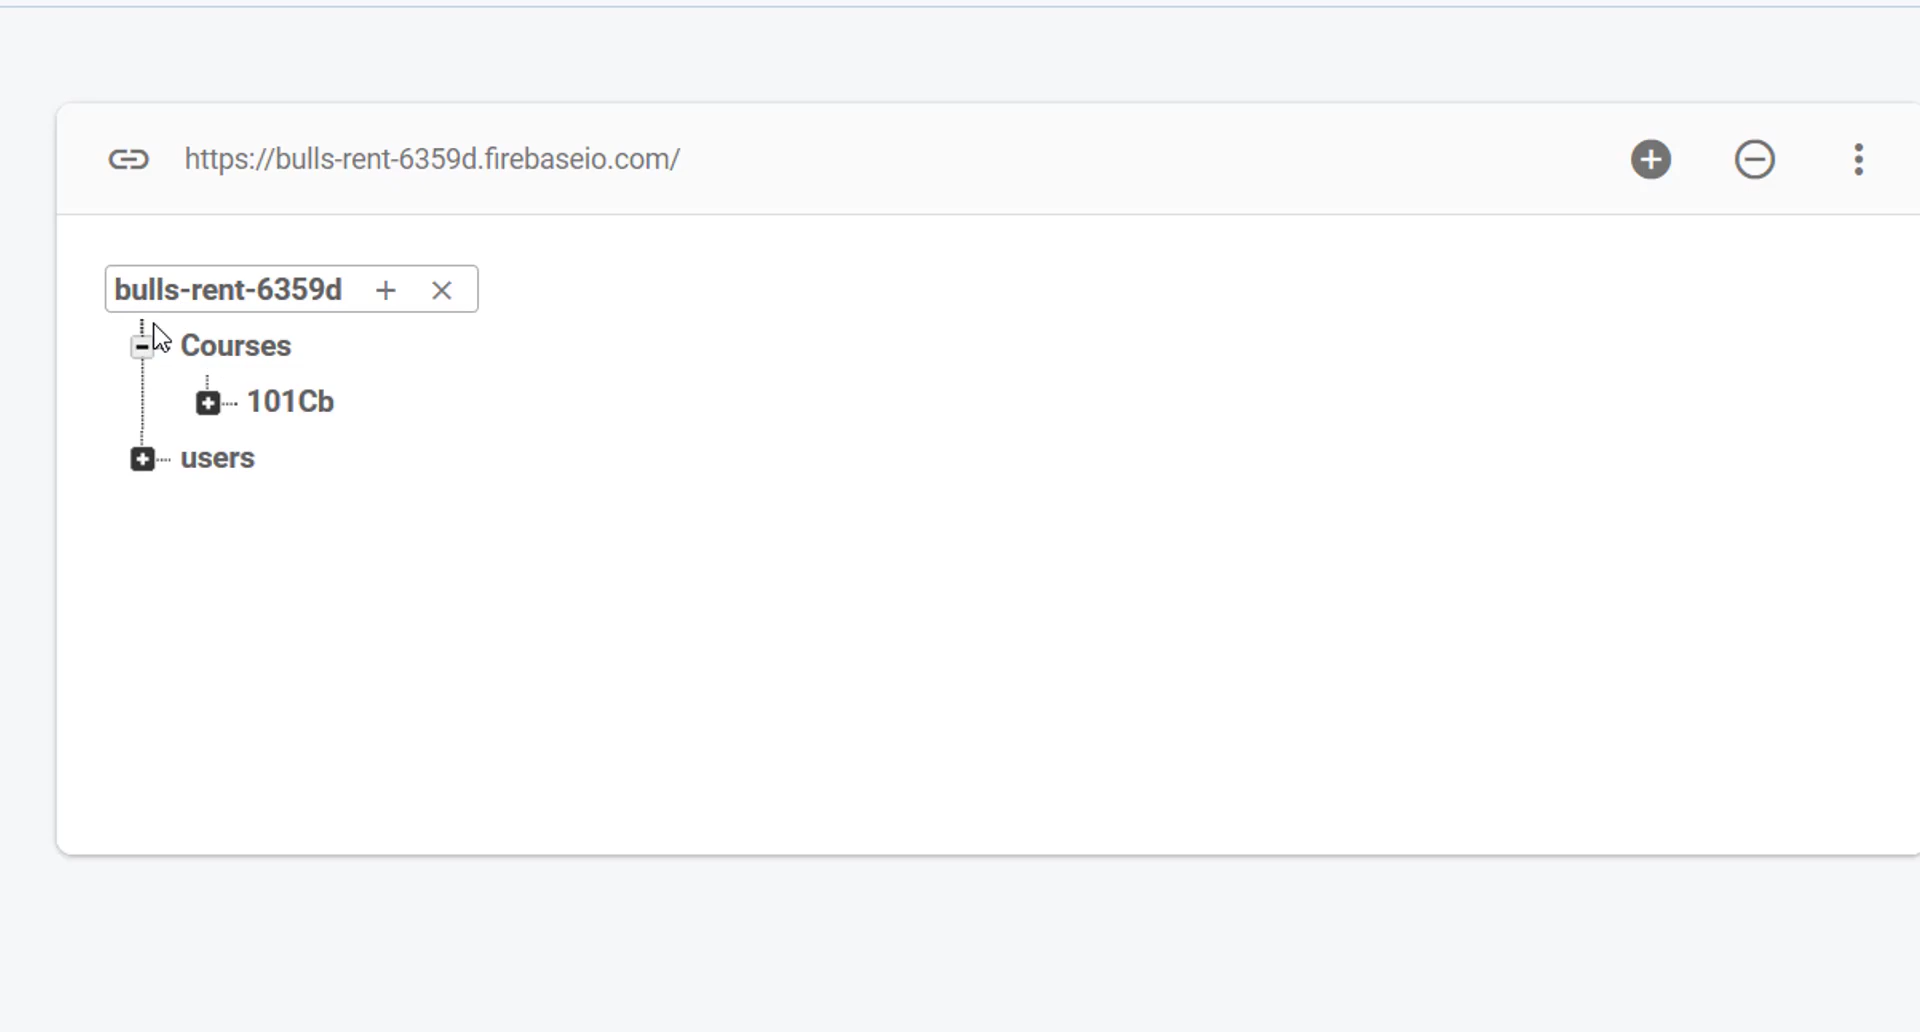 https://bulls-rent-6359d.firebaseio.com/
bulls-rent-6359d
Courses
101Cb
users